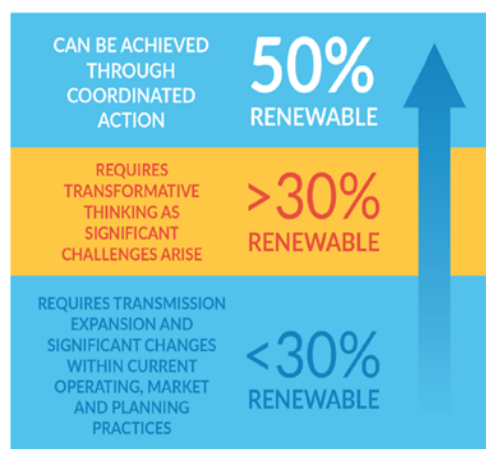 CAN BE ACHIEVED
THROUGH
COORDINATED
ACTION
50%
RENEWABLE
REQUIRES
TRANSFORMATIVE
THINKING AS
SIGNIFICANT
CHALLENGES ARISE
>30%
RENEWABLE
REQUIRES TRANSMISSION
EXPANSION AND
SIGNIFICANT CHANGES
WITHIN CURRENT
OPERATING, MARKET
AND PLANNING
PRACTICES
<30%
RENEWABLE